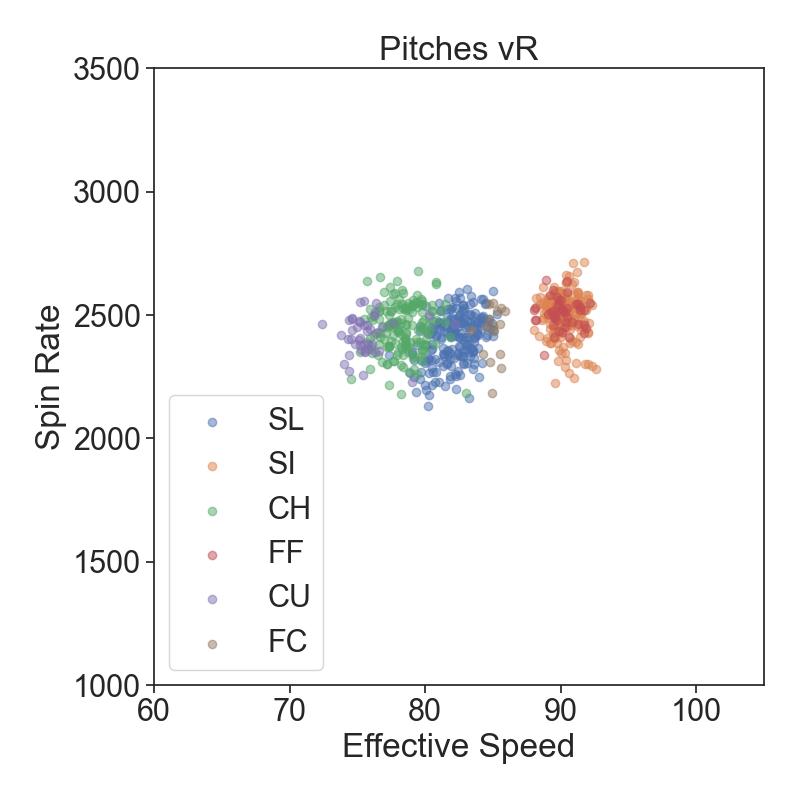 Pitches vR
3500
3000
2500
2000
1500
1000
Spin Rate
SL
SI
CH
FF
CU
FC
60 70 80 90 100
Effective Speed